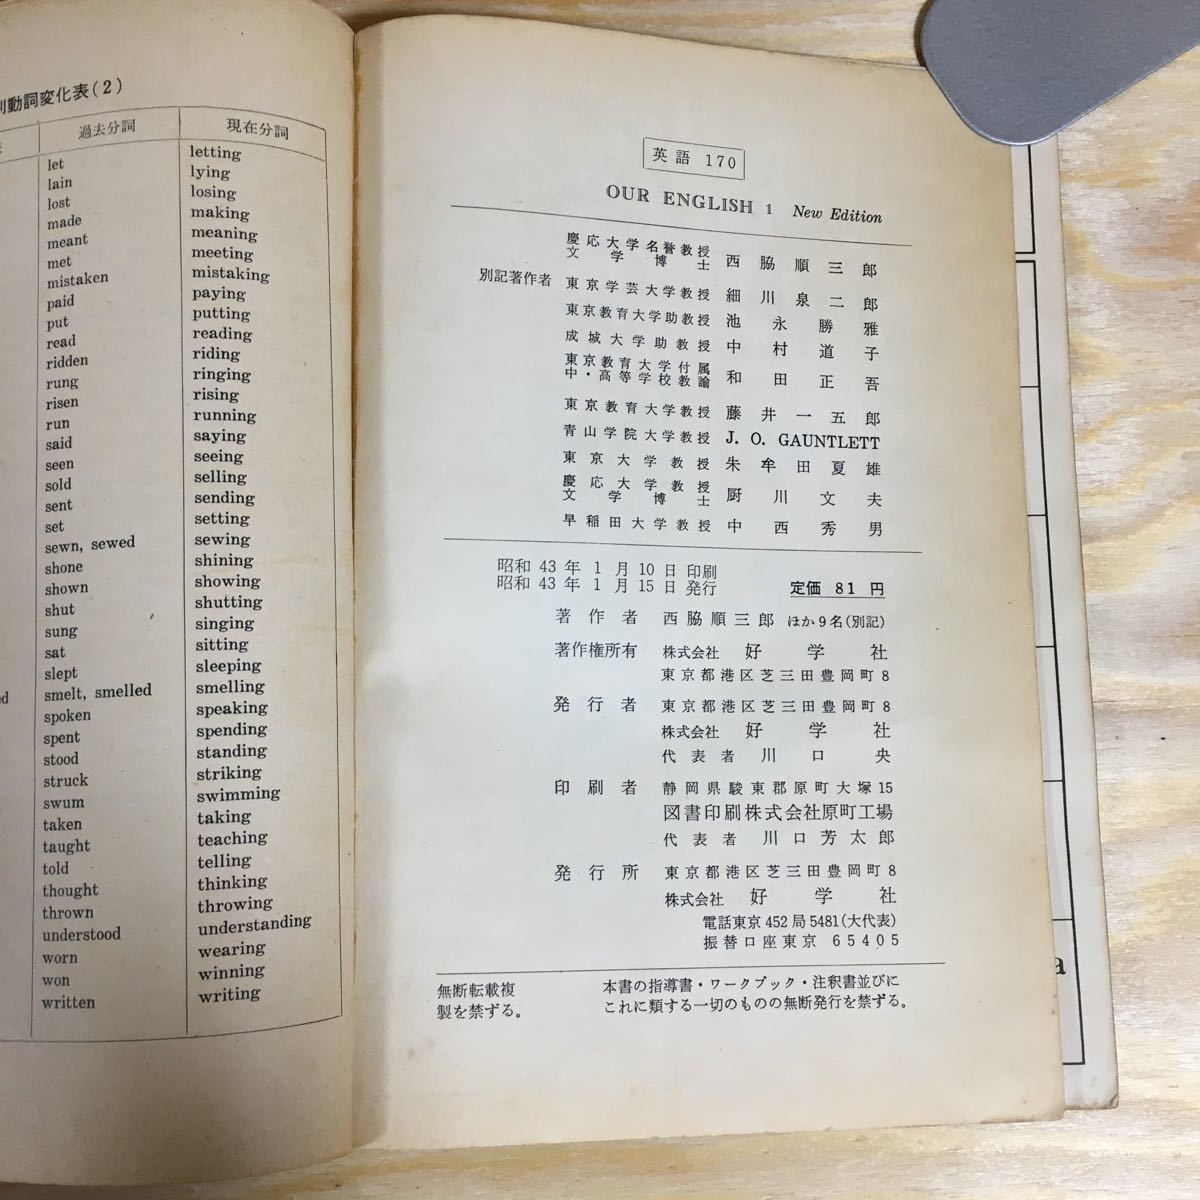 則動詞変化表(2)
過去分詞 現在分詞
let letting
lain lying
lost losing
made making
meant meaning
met meeting
mistaken mistaking
paid paying
put putting
read reading
ridden riding
rung ringing
risen rising
run running
said saying
seen seeing
sold selling
sent sending
set setting
sewn, sewed sewing
shone shining
shown showing
shut shutting
sung singing
sat sitting
slept sleeping
smelt, smelled smelling
spoken speaking
spent spending
stood standing
struck striking
swum swimming
taken taking
taught teaching
told telling
thought thinking
thrown throwing
understood understanding
worn wearing
won winning
written writing
英語 170
OUR ENGLISH 1 New Edition
慶応大学名誉教授
文学博士 西脇順三郎
別記著作者 東京学芸大学教授 細川泉二郎
東京教育大学助教授 池永勝雅
成城大学助教授 中村道子
東京教育大学付属
中・高等学校教諭 和田正吾
東京教育大学教授 藤井一五郎
青山学院大学教授 J. O. GAUNTLETT
東京大学教授 朱牟田夏雄
慶応大学教授
文学博士 厨川文夫
早稲田大学教授 中西秀男
昭和 43 年 1 月 10 日 印刷
昭和 43 年 1 月 15 日 発行 定価 81 円
著作者 西脇順三郎 ほか9名(別記)
著作権所有 株式会社 好学社
東京都港区芝三田豊岡町 8
発行者 東京都港区芝三田豊岡町 8
株式会社 好学社
代表者 川口央
印刷者 静岡県駿東郡原町大塚 15
図書印刷株式会社原町工場
代表者 川口芳太郎
発行所 東京都港区芝三田豊岡町 8
株式会社 好学社
電話東京 452 局 5481(大代表)
振替口座東京 65405
無断転載複
製を禁ずる。
本書の指導書・ワークブック・注釈書並びに
これに類する一切のものの無断発行を禁ずる。
a